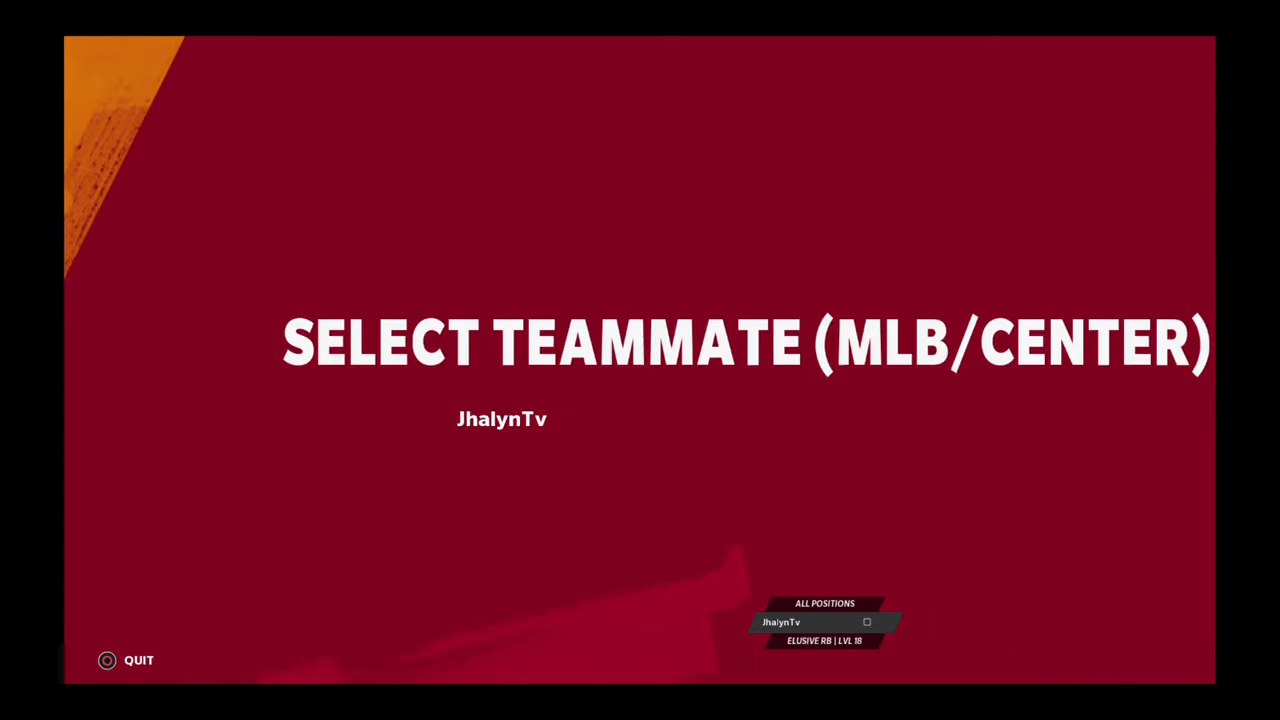 SELECT TEAMMATE (MLB/CENTER)
JhalynTv
ALL POSITIONS
JhalynTv
ELUSIVE RB | LVL 18
QUIT